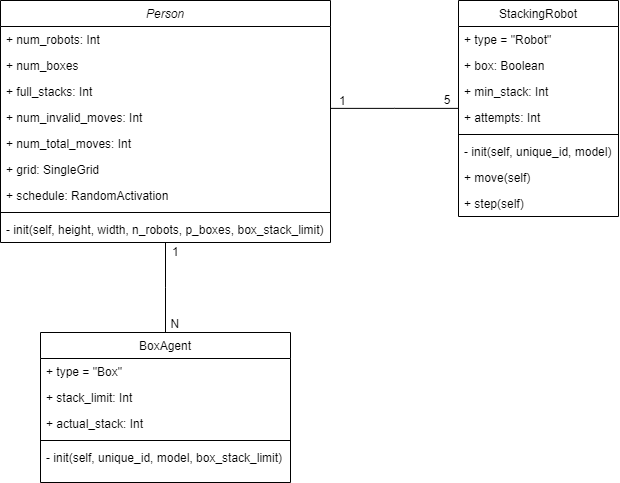 Person
+ num_robots: Int
+ num_boxes
+ full_stacks: Int
+ num_invalid_moves: Int
+ num_total_moves: Int
+ grid: SingleGrid
+ schedule: RandomActivation
- init(self, height, width, n_robots, p_boxes, box_stack_limit)
1
5
StackingRobot
+ type = "Robot"
+ box: Boolean
+ min_stack: Int
+ attempts: Int
- init(self, unique_id, model)
+ move(self)
+ step(self)
1
N
BoxAgent
+ type = "Box"
+ stack_limit: Int
+ actual_stack: Int
- init(self, unique_id, model, box_stack_limit)